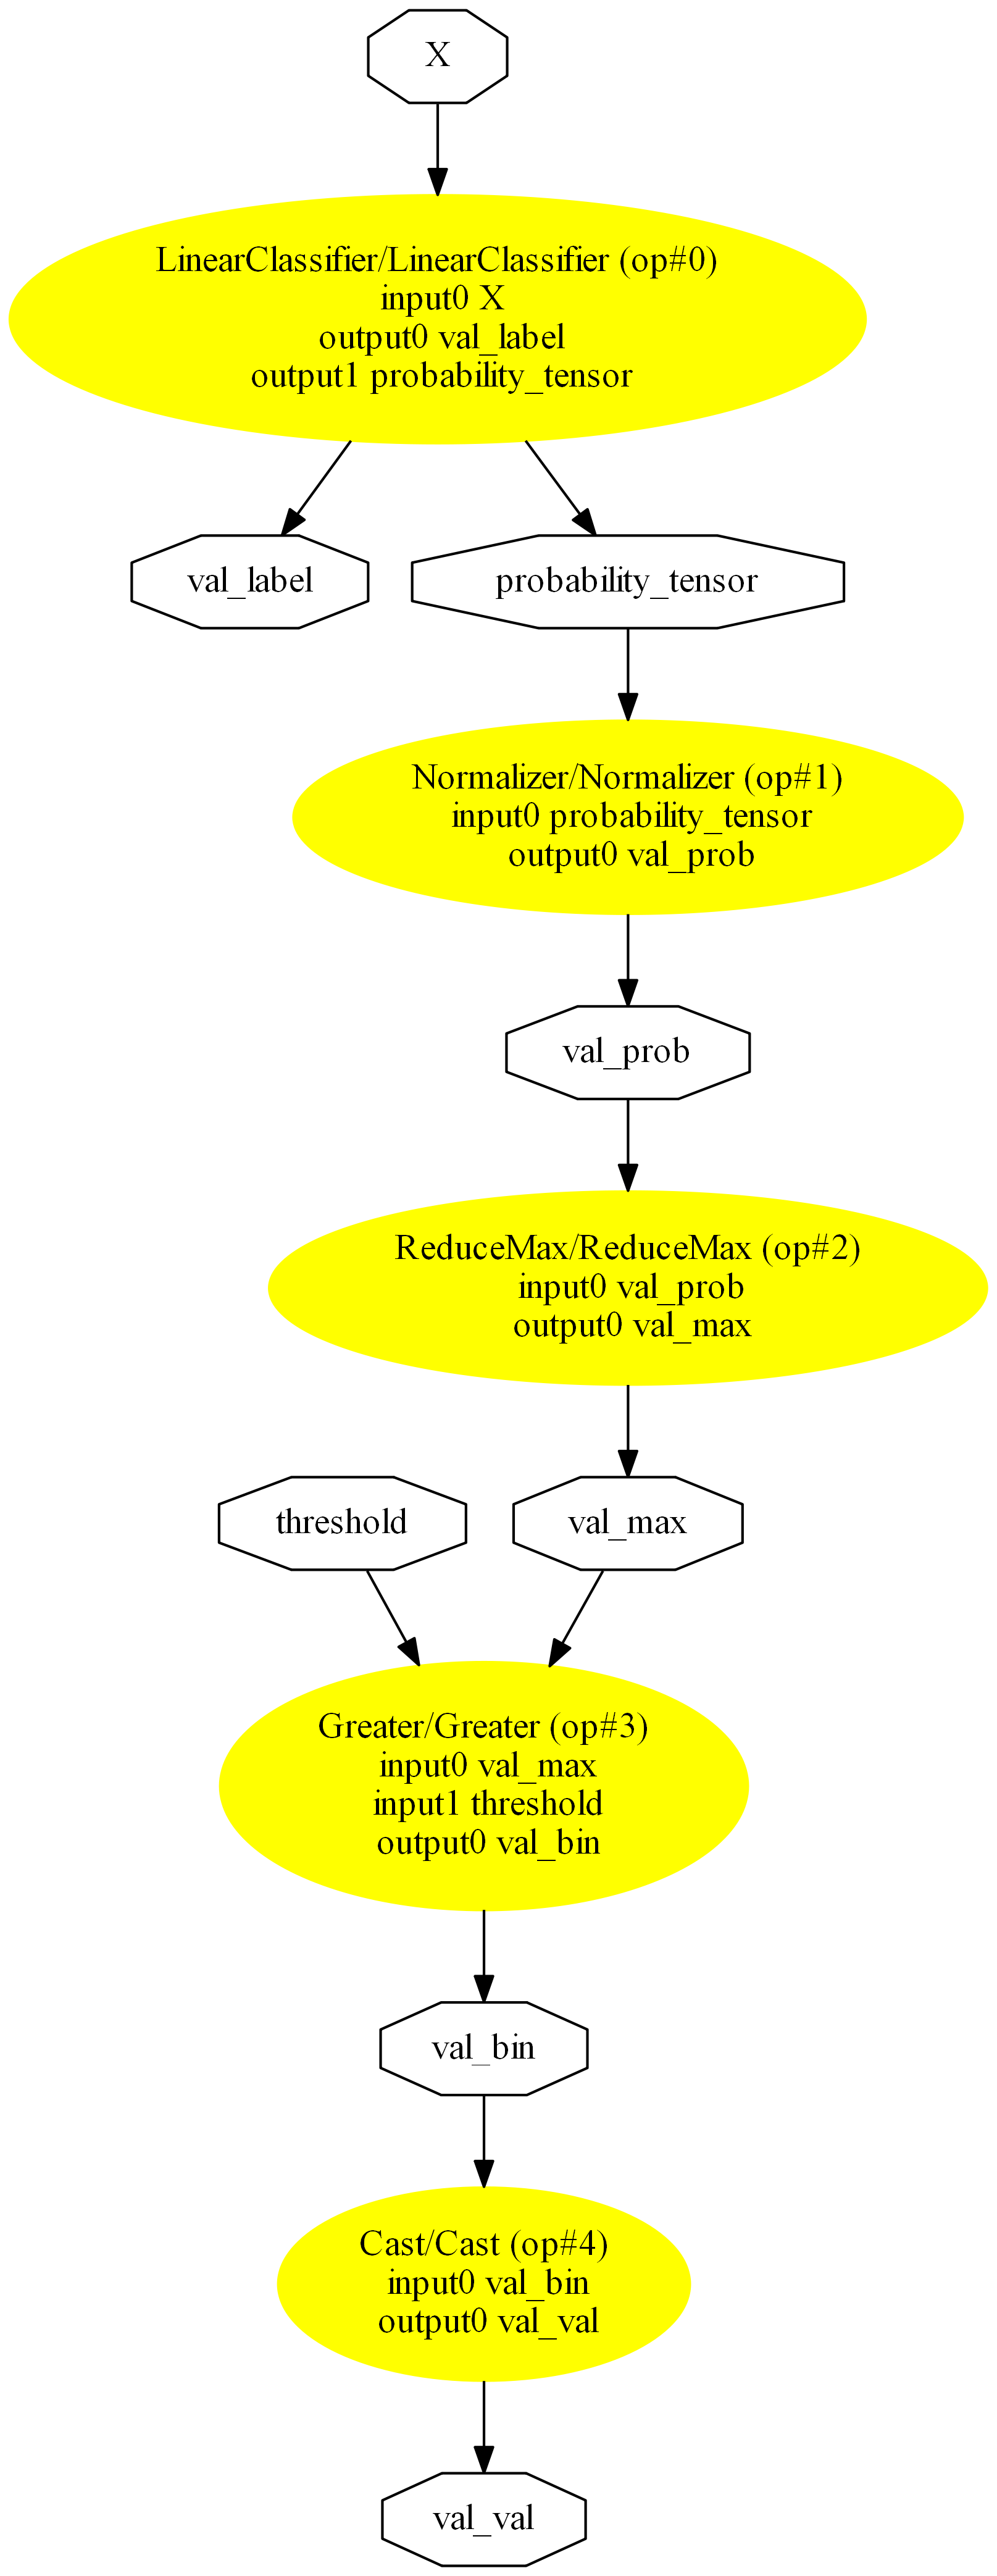 X
LinearClassifier/LinearClassifier (op#0)
input0 X
output0 val_label
output1 probability_tensor
val_label
probability_tensor
Normalizer/Normalizer (op#1)
input0 probability_tensor
output0 val_prob
val_prob
ReduceMax/ReduceMax (op#2)
input0 val_prob
output0 val_max
threshold
val_max
Greater/Greater (op#3)
input0 val_max
input1 threshold
output0 val_bin
val_bin
Cast/Cast (op#4)
input0 val_bin
output0 val_val
val_val